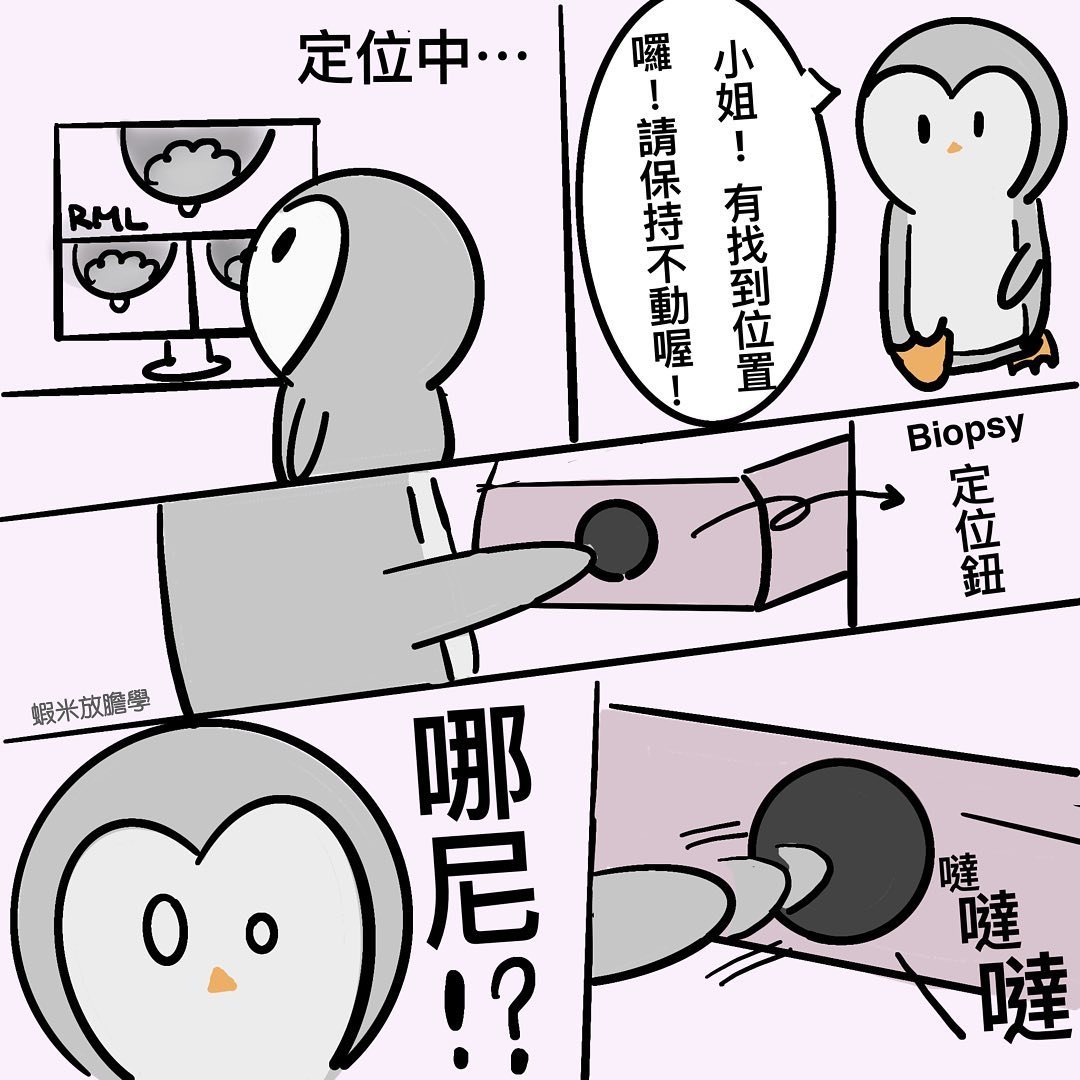 定位中…
RML
小姐！有找到位置
囉！請保持不動喔！
Biopsy
定位鈕
蝦米放膽學
哪尼！？
噠
噠
噠